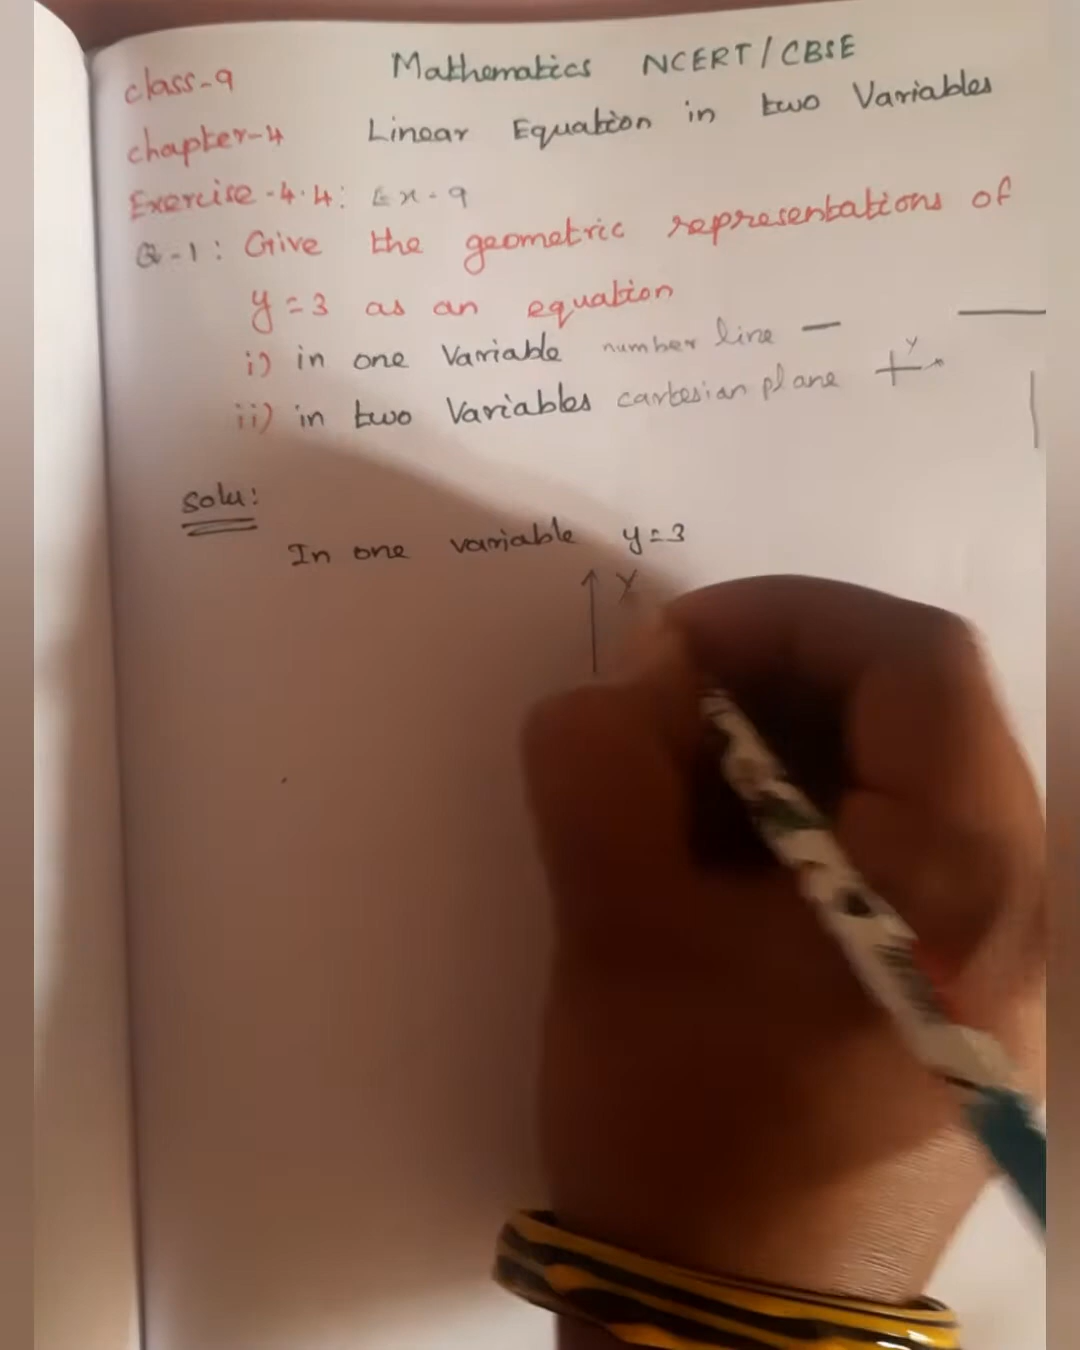 Mathematics NCERT/CBSE
class-9
chapter-4 Linear Equation in two Variables
Exercise-4.4: Ex-9
Q-1: Give the geometric representations of
y=3 as an equation
i) in one Variable number line —
ii) in two Variables cartesian plane
y
Solu:
In one variable y=3
Y